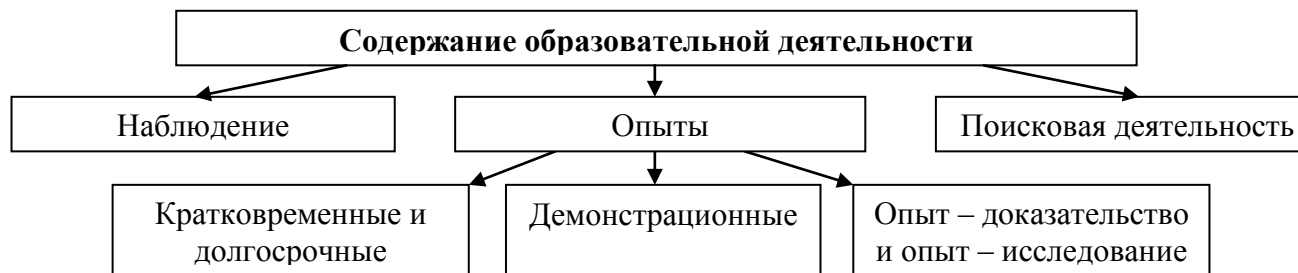 Содержание образовательной деятельности
Наблюдение
Опыты
Поисковая деятельность
Кратковременные и
долгосрочные
Демонстрационные
Опыт – доказательство
и опыт – исследование